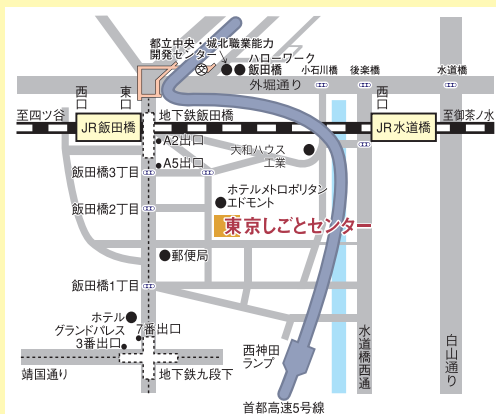 都立中央・城北職業能力
開発センター
ハローワーク
飯田橋
小石川橋
後楽橋
水道橋
外堀通り
西口
東口
西口
至四ツ谷
地下鉄飯田橋
至御茶ノ水
JR飯田橋
JR水道橋
A2出口
大和ハウス
工業
A5出口
飯田橋3丁目
ホテルメトロポリタン
エドモント
飯田橋2丁目
東京しごとセンター
郵便局
飯田橋1丁目
ホテル
グランドパレス
7番出口
3番出口
西神田
ランプ
水道橋西通
白山通り
靖国通り
地下鉄九段下
首都高速5号線